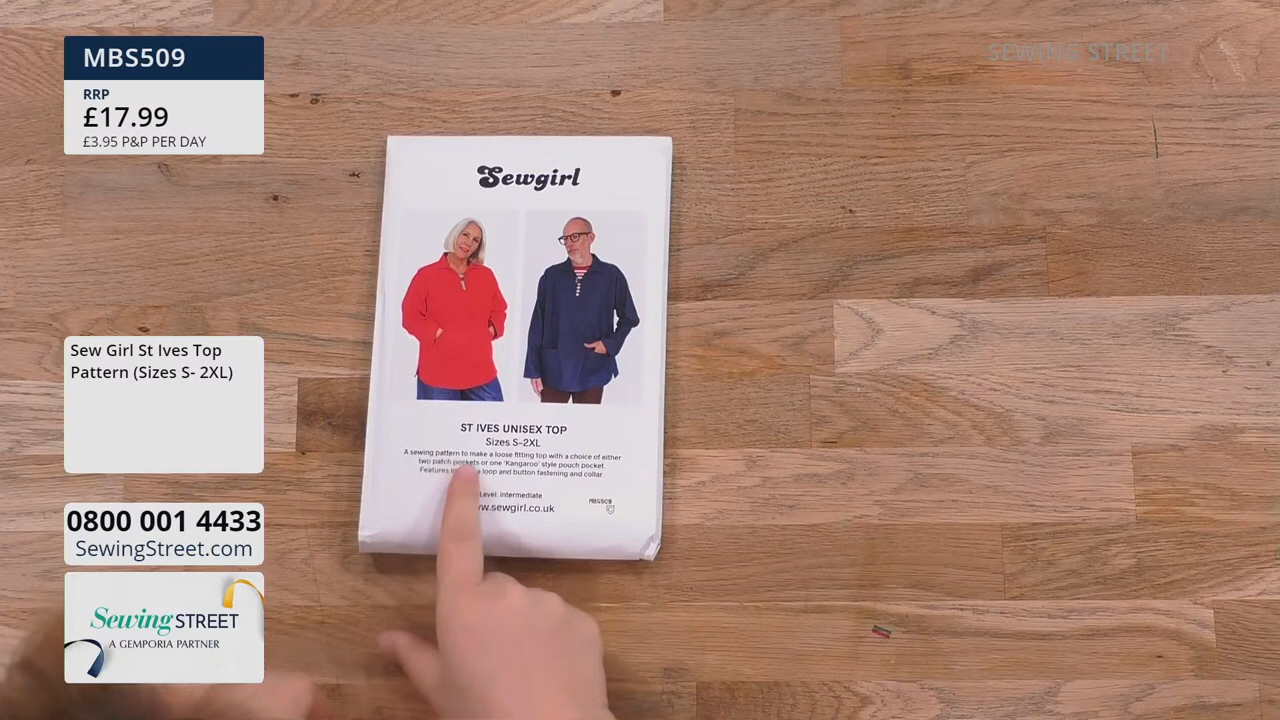 MBS509
RRP
£17.99
£3.95 P&P PER DAY
SEWING STREET
Sewgirl
ST IVES UNISEX TOP
Sizes S-2XL
A sewing pattern to make a loose fitting top with a choice of either
two patch pockets or one 'Kangaroo' style pouch pocket.
Features a loop and button fastening and collar
Level: intermediate
MBS509
.sewgirl.co.uk
Sew Girl St Ives Top
Pattern (Sizes S- 2XL)
0800 001 4433
SewingStreet.com
Sewing STREET
A GEMPORIA PARTNER